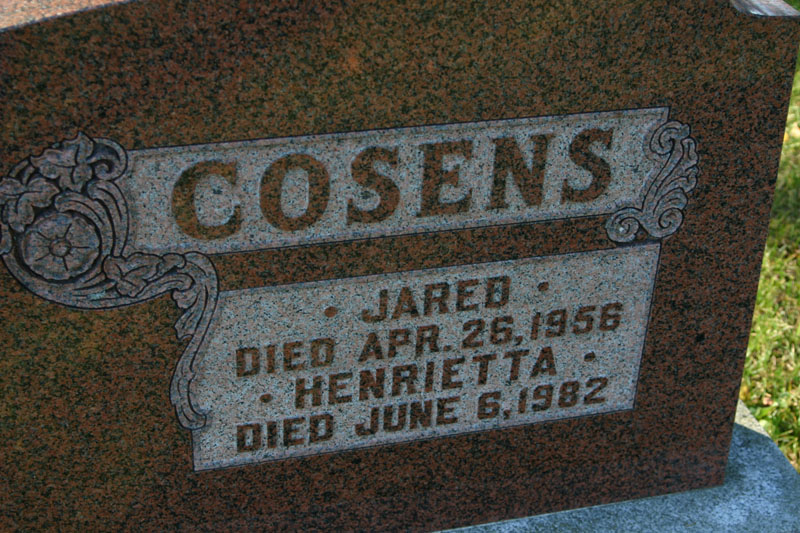 COSENS
• JARED •
DIED APR. 26, 1956
• HENRIETTA •
DIED JUNE 6, 1982